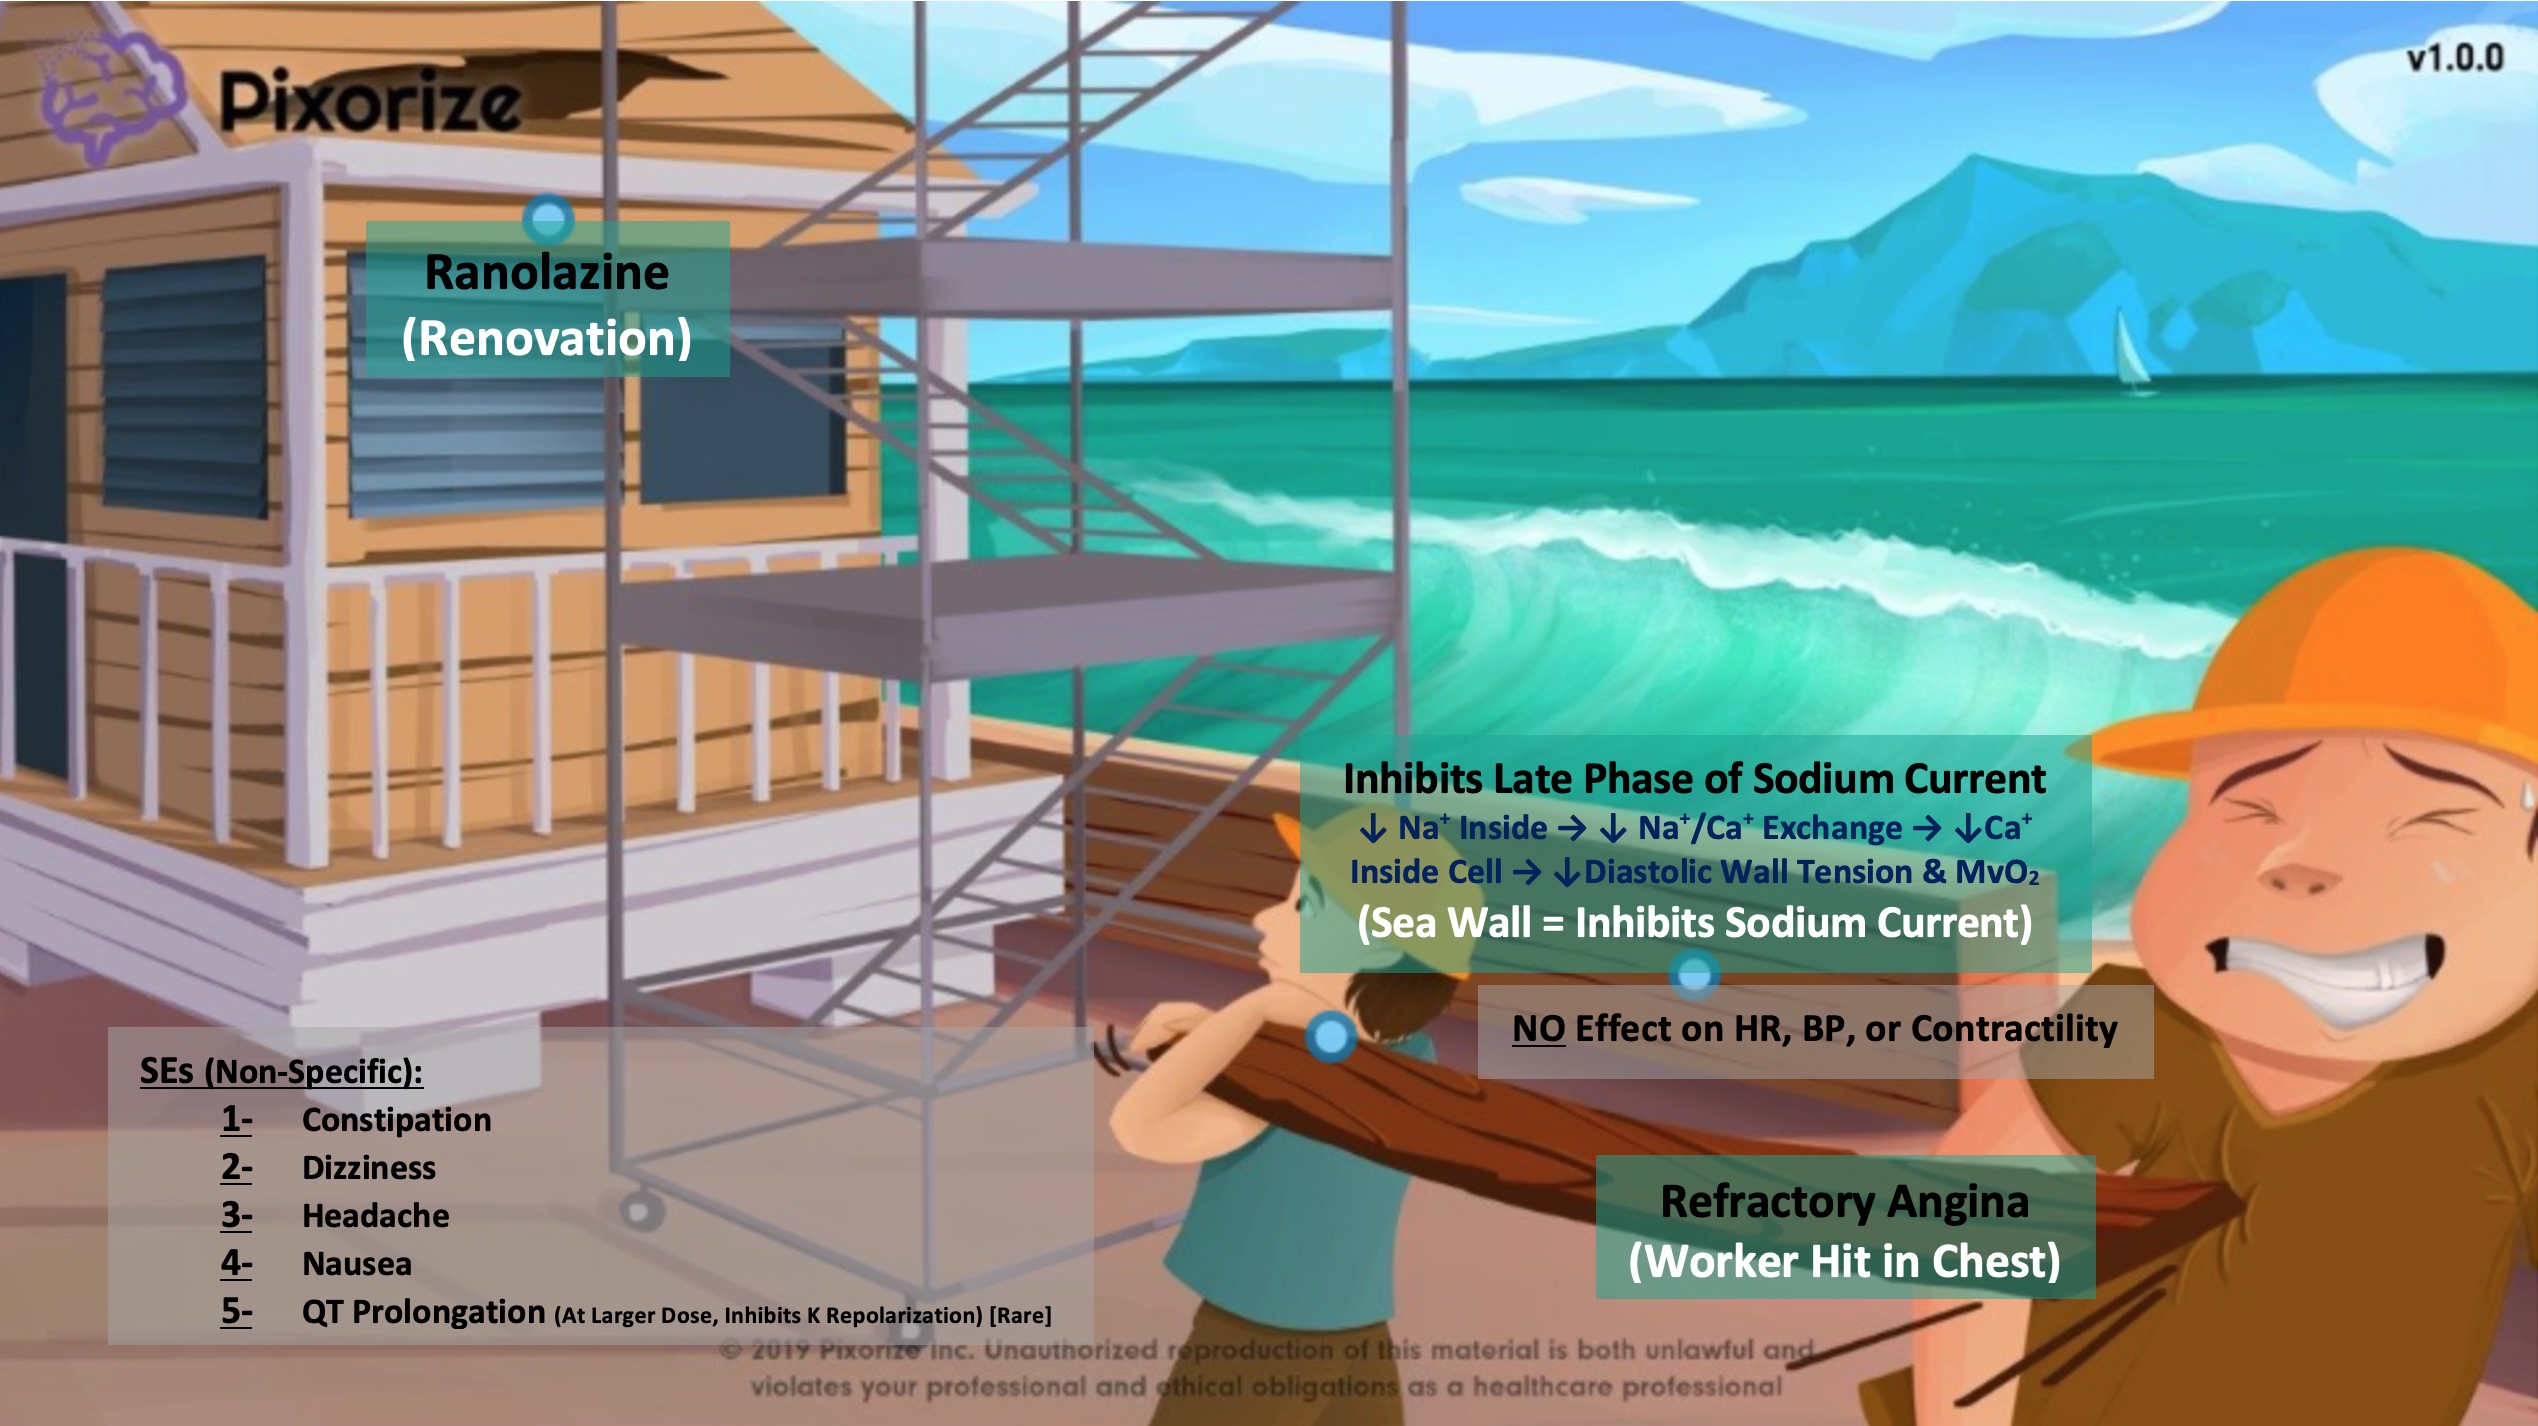 Pixorize
v1.0.0
Ranolazine
(Renovation)
Inhibits Late Phase of Sodium Current
↓ Na⁺ Inside → ↓ Na⁺/Ca⁺ Exchange → ↓Ca⁺
Inside Cell → ↓Diastolic Wall Tension & MvO₂
(Sea Wall = Inhibits Sodium Current)
NO Effect on HR, BP, or Contractility
SEs (Non-Specific):
1- Constipation
2- Dizziness
3- Headache
4- Nausea
5- QT Prolongation (At Larger Dose, Inhibits K Repolarization) [Rare]
Refractory Angina
(Worker Hit in Chest)
© 2019 Pixorize Inc. Unauthorized reproduction of this material is both unlawful and
violates your professional and ethical obligations as a healthcare professional